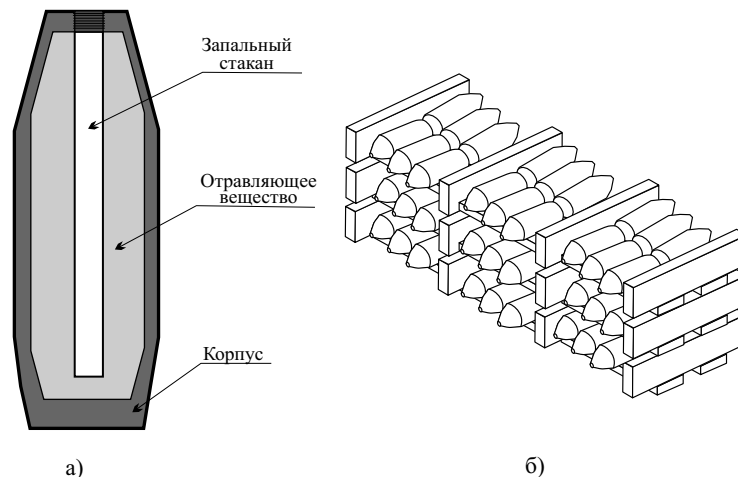 Запальный
стакан
Отравляющее
вещество
Корпус
а)
б)